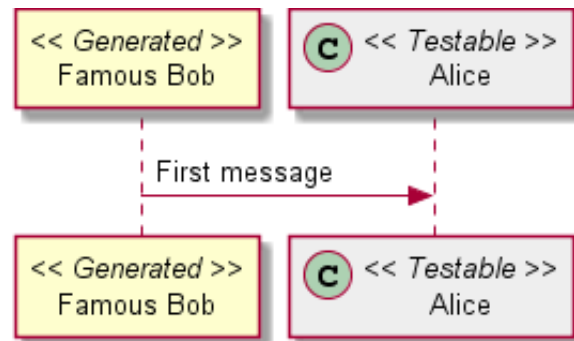 << Generated >>
Famous Bob
C << Testable >>
Alice
First message
<< Generated >>
Famous Bob
C << Testable >>
Alice